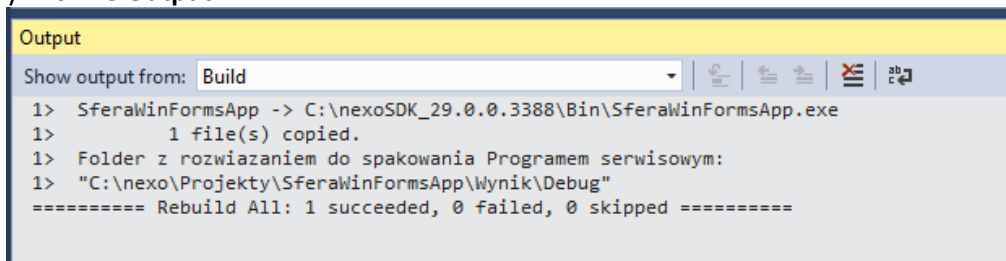 Output
Show output from: Build
1> SferaWinFormsApp -> C:\nexoSDK_29.0.0.3388\Bin\SferaWinFormsApp.exe
1> 1 file(s) copied.
1> Folder z rozwiazaniem do spakowania Programem serwisowym:
1> "C:\nexo\Projekty\SferaWinFormsApp\Wynik\Debug"
========== Rebuild All: 1 succeeded, 0 failed, 0 skipped ==========